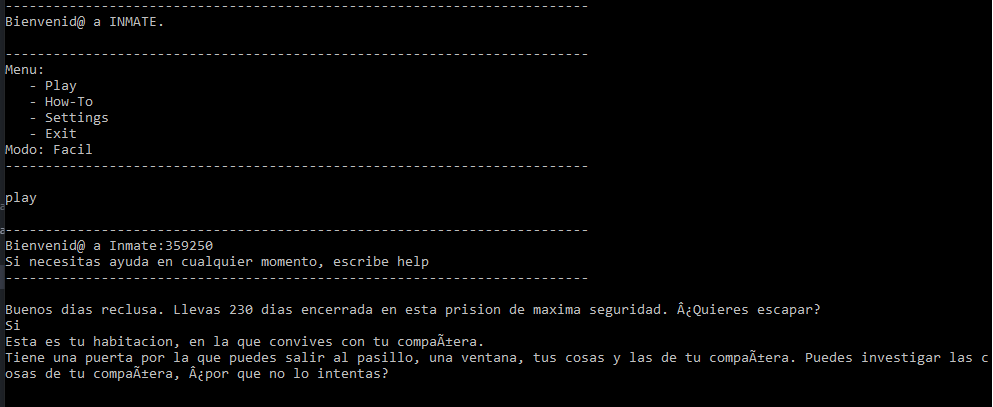 -------------------------------------------------------------------------
Bienvenid@ a INMATE.
-------------------------------------------------------------------------
Menu:
- Play
- How-To
- Settings
- Exit
Modo: Facil
-------------------------------------------------------------------------
play
-------------------------------------------------------------------------
Bienvenid@ a Inmate:359250
Si necesitas ayuda en cualquier momento, escribe help
-------------------------------------------------------------------------
Buenos dias reclusa. Llevas 230 dias encerrada en esta prision de maxima seguridad. Â¿Quieres escapar?
Si
Esta es tu habitacion, en la que convives con tu compaÃ±era.
Tiene una puerta por la que puedes salir al pasillo, una ventana, tus cosas y las de tu compaÃ±era. Puedes investigar las c
osas de tu compaÃ±era, Â¿por que no lo intentas?